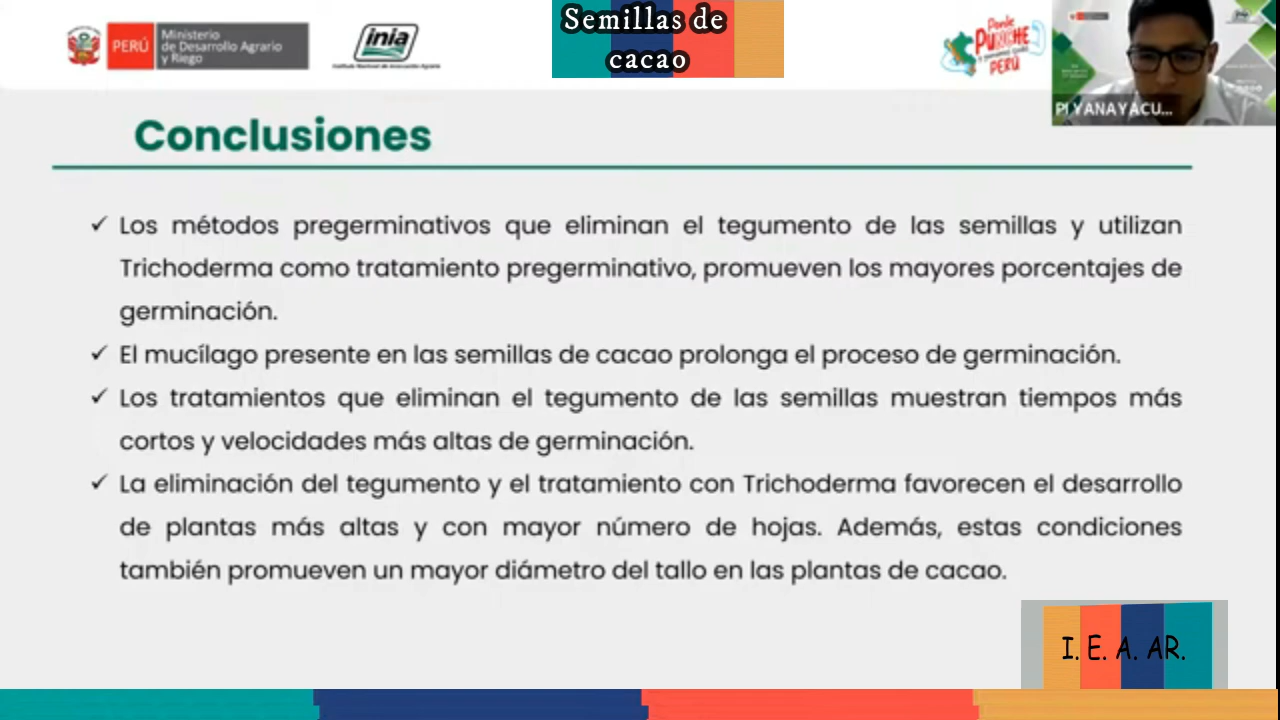 PERÚ
Ministerio
de Desarrollo Agrario
y Riego
inia
Instituto Nacional de Innovación Agraria
Semillas de
cacao
PERÚ
PI YANAYACU...
Conclusiones
✓ Los métodos pregerminativos que eliminan el tegumento de las semillas y utilizan
Trichoderma como tratamiento pregerminativo, promueven los mayores porcentajes de
germinación.
✓ El mucílago presente en las semillas de cacao prolonga el proceso de germinación.
✓ Los tratamientos que eliminan el tegumento de las semillas muestran tiempos más
cortos y velocidades más altas de germinación.
✓ La eliminación del tegumento y el tratamiento con Trichoderma favorecen el desarrollo
de plantas más altas y con mayor número de hojas. Además, estas condiciones
también promueven un mayor diámetro del tallo en las plantas de cacao.
I. E. A. AR.